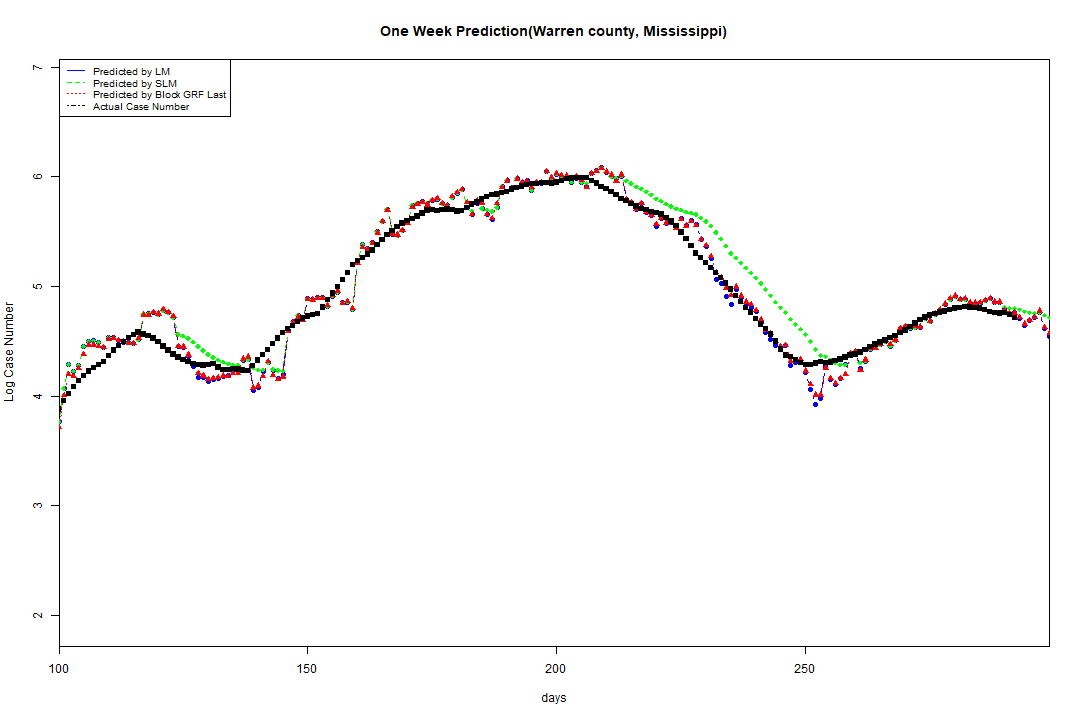 One Week Prediction(Warren county, Mississippi)
Predicted by LM
Predicted by SLM
Predicted by Block GRF Last
Actual Case Number
7
6
5
4
3
2
Log Case Number
100 150 200 250
days